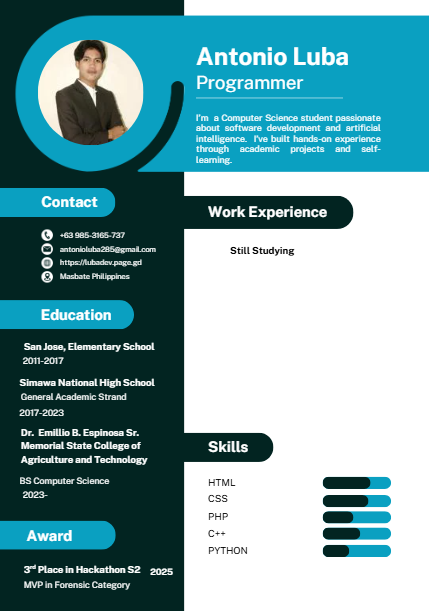 Antonio Luba
Programmer
I'm a Computer Science student passionate
about software development and artificial
intelligence. I've built hands-on experience
through academic projects and self-
learning.
Contact
+63 985-3165-737
antonioluba285@gmail.com
https://lubadev.page.gd
Masbate Philippines
Education
San Jose, Elementary School
2011-2017
Simawa National High School
General Academic Strand
2017-2023
Dr. Emillio B. Espinosa Sr.
Memorial State College of
Agriculture and Technology
BS Computer Science
2023-
Award
3rd Place in Hackathon S2 2025
MVP in Forensic Category
Work Experience
Still Studying
Skills
HTML
CSS
PHP
C++
PYTHON